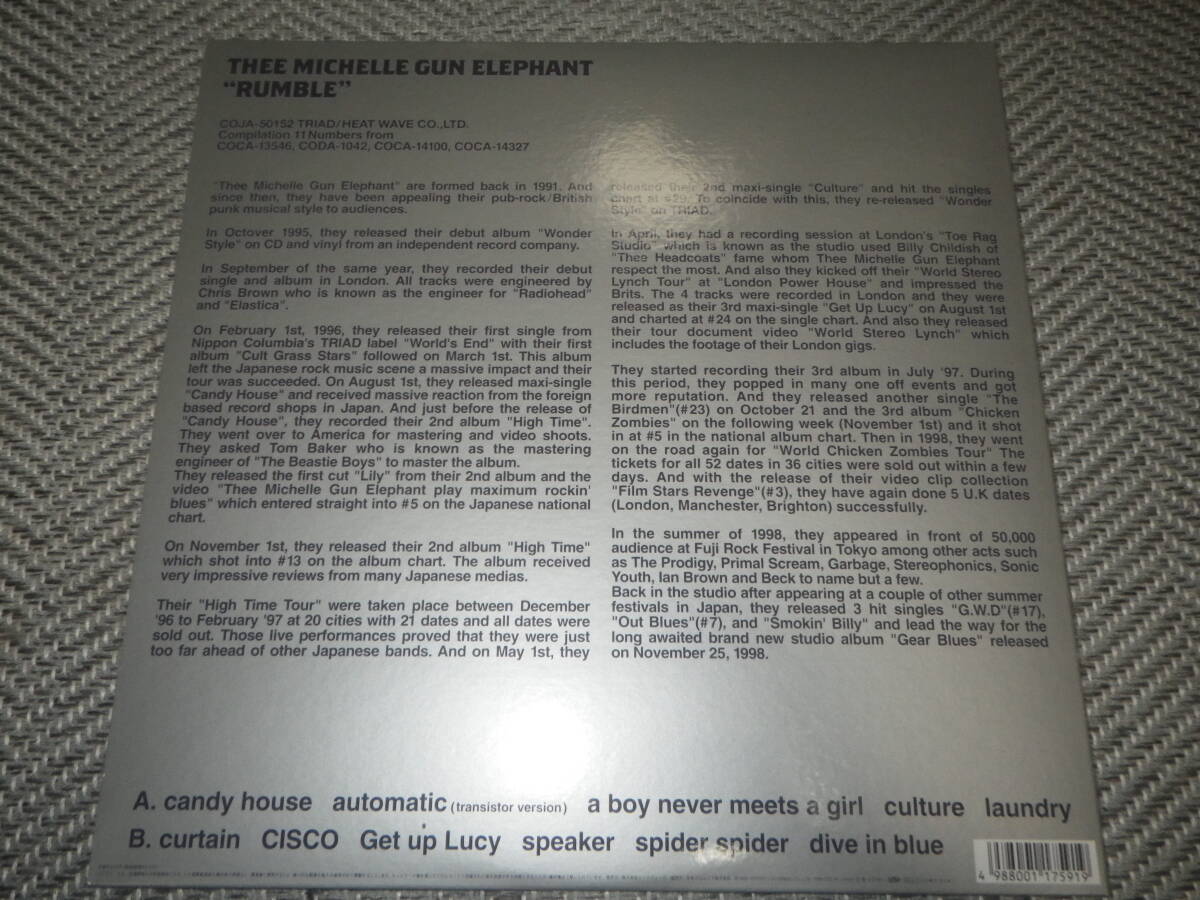 THEE MICHELLE GUN ELEPHANT
"RUMBLE"
COJA-50152 TRIAD/HEAT WAVE CO.,LTD.
Compilation 11 Numbers from
COCA-13546, CODA-1042, COCA-14100, COCA-14327
"Thee Michelle Gun Elephant" are formed back in 1991. And
since then, they have been appealing their pub-rock/British
punk musical style to audiences.
In Octover 1995, they released their debut album "Wonder
Style" on CD and vinyl from an independent record company.
In September of the same year, they recorded their debut
single and album in London. All tracks were engineered by
Chris Brown who is known as the engineer for "Radiohead"
and "Elastica".
On February 1st, 1996, they released their first single from
Nippon Columbia's TRIAD label "World's End" with their first
album "Cult Grass Stars" followed on March 1st. This album
left the Japanese rock music scene a massive impact and their
tour was succeeded. On August 1st, they released maxi-single
"Candy House" and received massive reaction from the foreign
based record shops in Japan. And just before the release of
"Candy House", they recorded their 2nd album "High Time".
They went over to America for mastering and video shoots.
They asked Tom Baker who is known as the mastering
engineer of "The Beastie Boys" to master the album.
They released the first cut "Lily" from their 2nd album and the
video "Thee Michelle Gun Elephant play maximum rockin'
blues" which entered straight into #5 on the Japanese national
chart.
On November 1st, they released their 2nd album "High Time"
which shot into #13 on the album chart. The album received
very impressive reviews from many Japanese medias.
Their "High Time Tour" were taken place between December
'96 to February '97 at 20 cities with 21 dates and all dates were
sold out. Those live performances proved that they were just
too far ahead of other Japanese bands. And on May 1st, they
released their 2nd maxi-single "Culture" and hit the singles
chart at #29. To coincide with this, they re-released "Wonder
Style" on TRIAD.
In April, they had a recording session at London's "Toe Rag
Studio" which is known as the studio used Billy Childish of
"Thee Headcoats" fame whom Thee Michelle Gun Elephant
respect the most. And also they kicked off their "World Stereo
Lynch Tour" at "London Power House" and impressed the
Brits. The 4 tracks were recorded in London and they were
released as their 3rd maxi-single "Get Up Lucy" on August 1st
and charted at #24 on the single chart. And also they released
their tour document video "World Stereo Lynch" which
includes the footage of their London gigs.
They started recording their 3rd album in July '97. During
this period, they popped in many one off events and got
more reputation. And they released another single "The
Birdmen"(#23) on October 21 and the 3rd album "Chicken
Zombies" on the following week (November 1st) and it shot
in at #5 in the national album chart. Then in 1998, they went
on the road again for "World Chicken Zombies Tour" The
tickets for all 52 dates in 36 cities were sold out within a few
days. And with the release of their video clip collection
"Film Stars Revenge"(#3), they have again done 5 U.K dates
(London, Manchester, Brighton) successfully.
In the summer of 1998, they appeared in front of 50,000
audience at Fuji Rock Festival in Tokyo among other acts such
as The Prodigy, Primal Scream, Garbage, Stereophonics, Sonic
Youth, Ian Brown and Beck to name but a few.
Back in the studio after appearing at a couple of other summer
festivals in Japan, they released 3 hit singles "G.W.D"(#17),
"Out Blues"(#7), and "Smokin' Billy" and lead the way for the
long awaited brand new studio album "Gear Blues" released
on November 25, 1998.
A. candy house automatic (transistor version) a boy never meets a girl culture laundry
B. curtain CISCO Get up Lucy speaker spider spider dive in blue
4 988001 175919